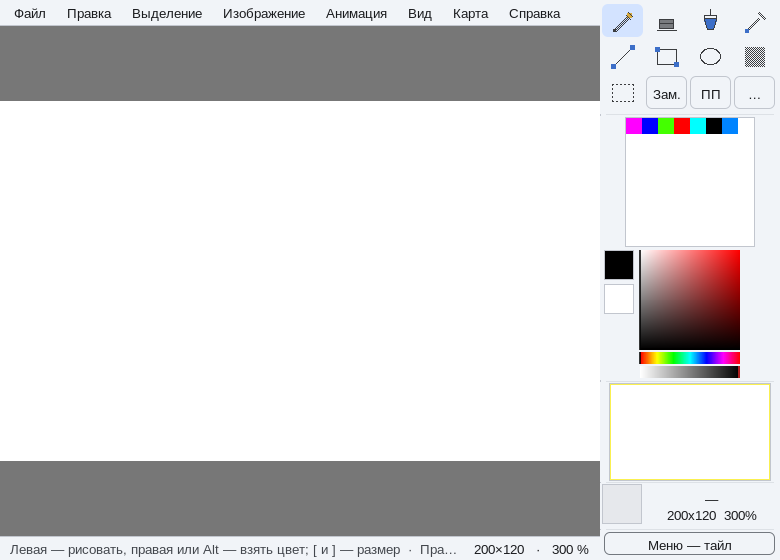 Файл Правка Выделение Изображение Анимация Вид Карта Справка
Зам. ПП ...
—
200x120 300%
Меню — тайл
Левая — рисовать, правая или Alt — взять цвет; [ и ] — размер · Пра… 200×120 · 300 %